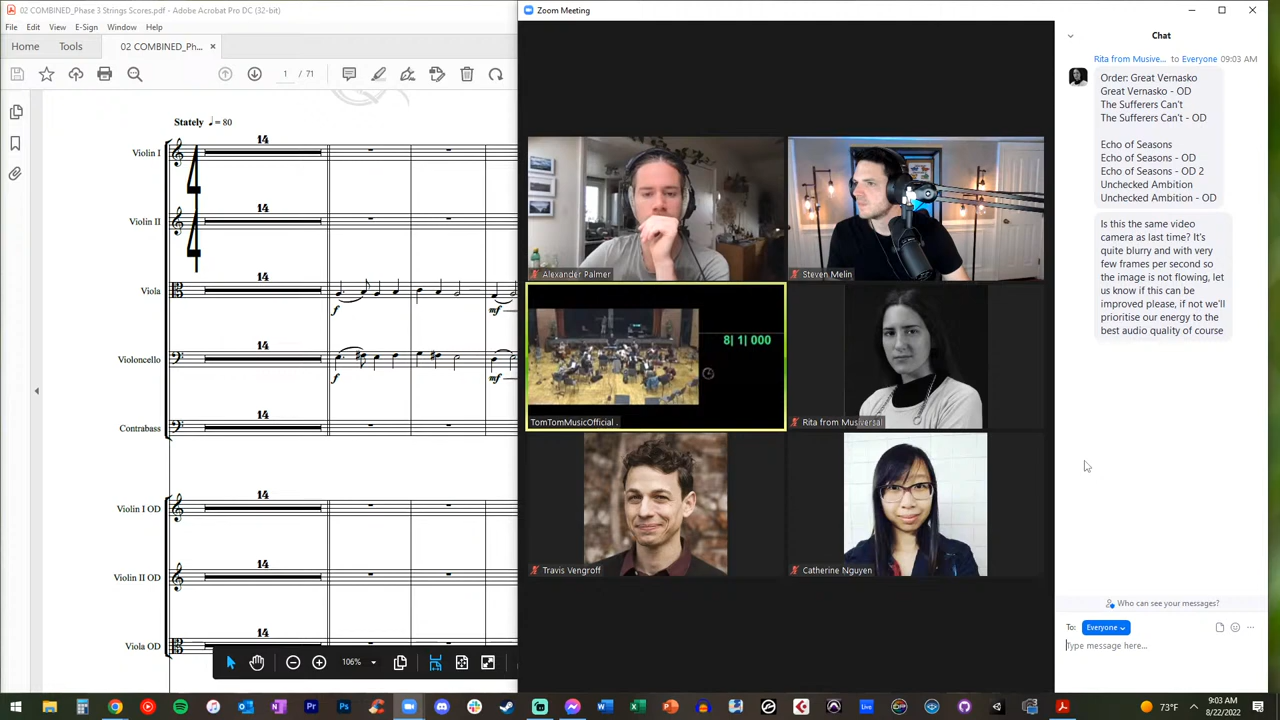 02 COMBINED_Phase 3 Strings Scores.pdf - Adobe Acrobat Pro DC (32-bit)
File Edit View E-Sign Window Help
Home Tools 02 COMBINED_Ph... ×
1 / 71
Stately ♩= 80
14
Violin I
14
Violin II
14
Viola
f
mf
14
Violoncello
f
mf
14
Contrabass
14
Violin I OD
14
Violin II OD
14
Viola OD
106%
Zoom Meeting
Alexander Palmer
Steven Melin
8| 1| 000
TomTomMusicOfficial .
Rita from Musiversal
Travis Vengroff
Catherine Nguyen
Chat
Rita from Musive... to Everyone 09:03 AM
Order: Great Vernasko
Great Vernasko - OD
The Sufferers Can't
The Sufferers Can't - OD
Echo of Seasons
Echo of Seasons - OD
Echo of Seasons - OD 2
Unchecked Ambition
Unchecked Ambition - OD
Is this the same video
camera as last time? It's
quite blurry and with very
few frames per second so
the image is not flowing, let
us know if this can be
improved please, if not we'll
prioritise our energy to the
best audio quality of course
Who can see your messages?
To: Everyone
Type message here...
73°F
9:03 AM
8/22/2022